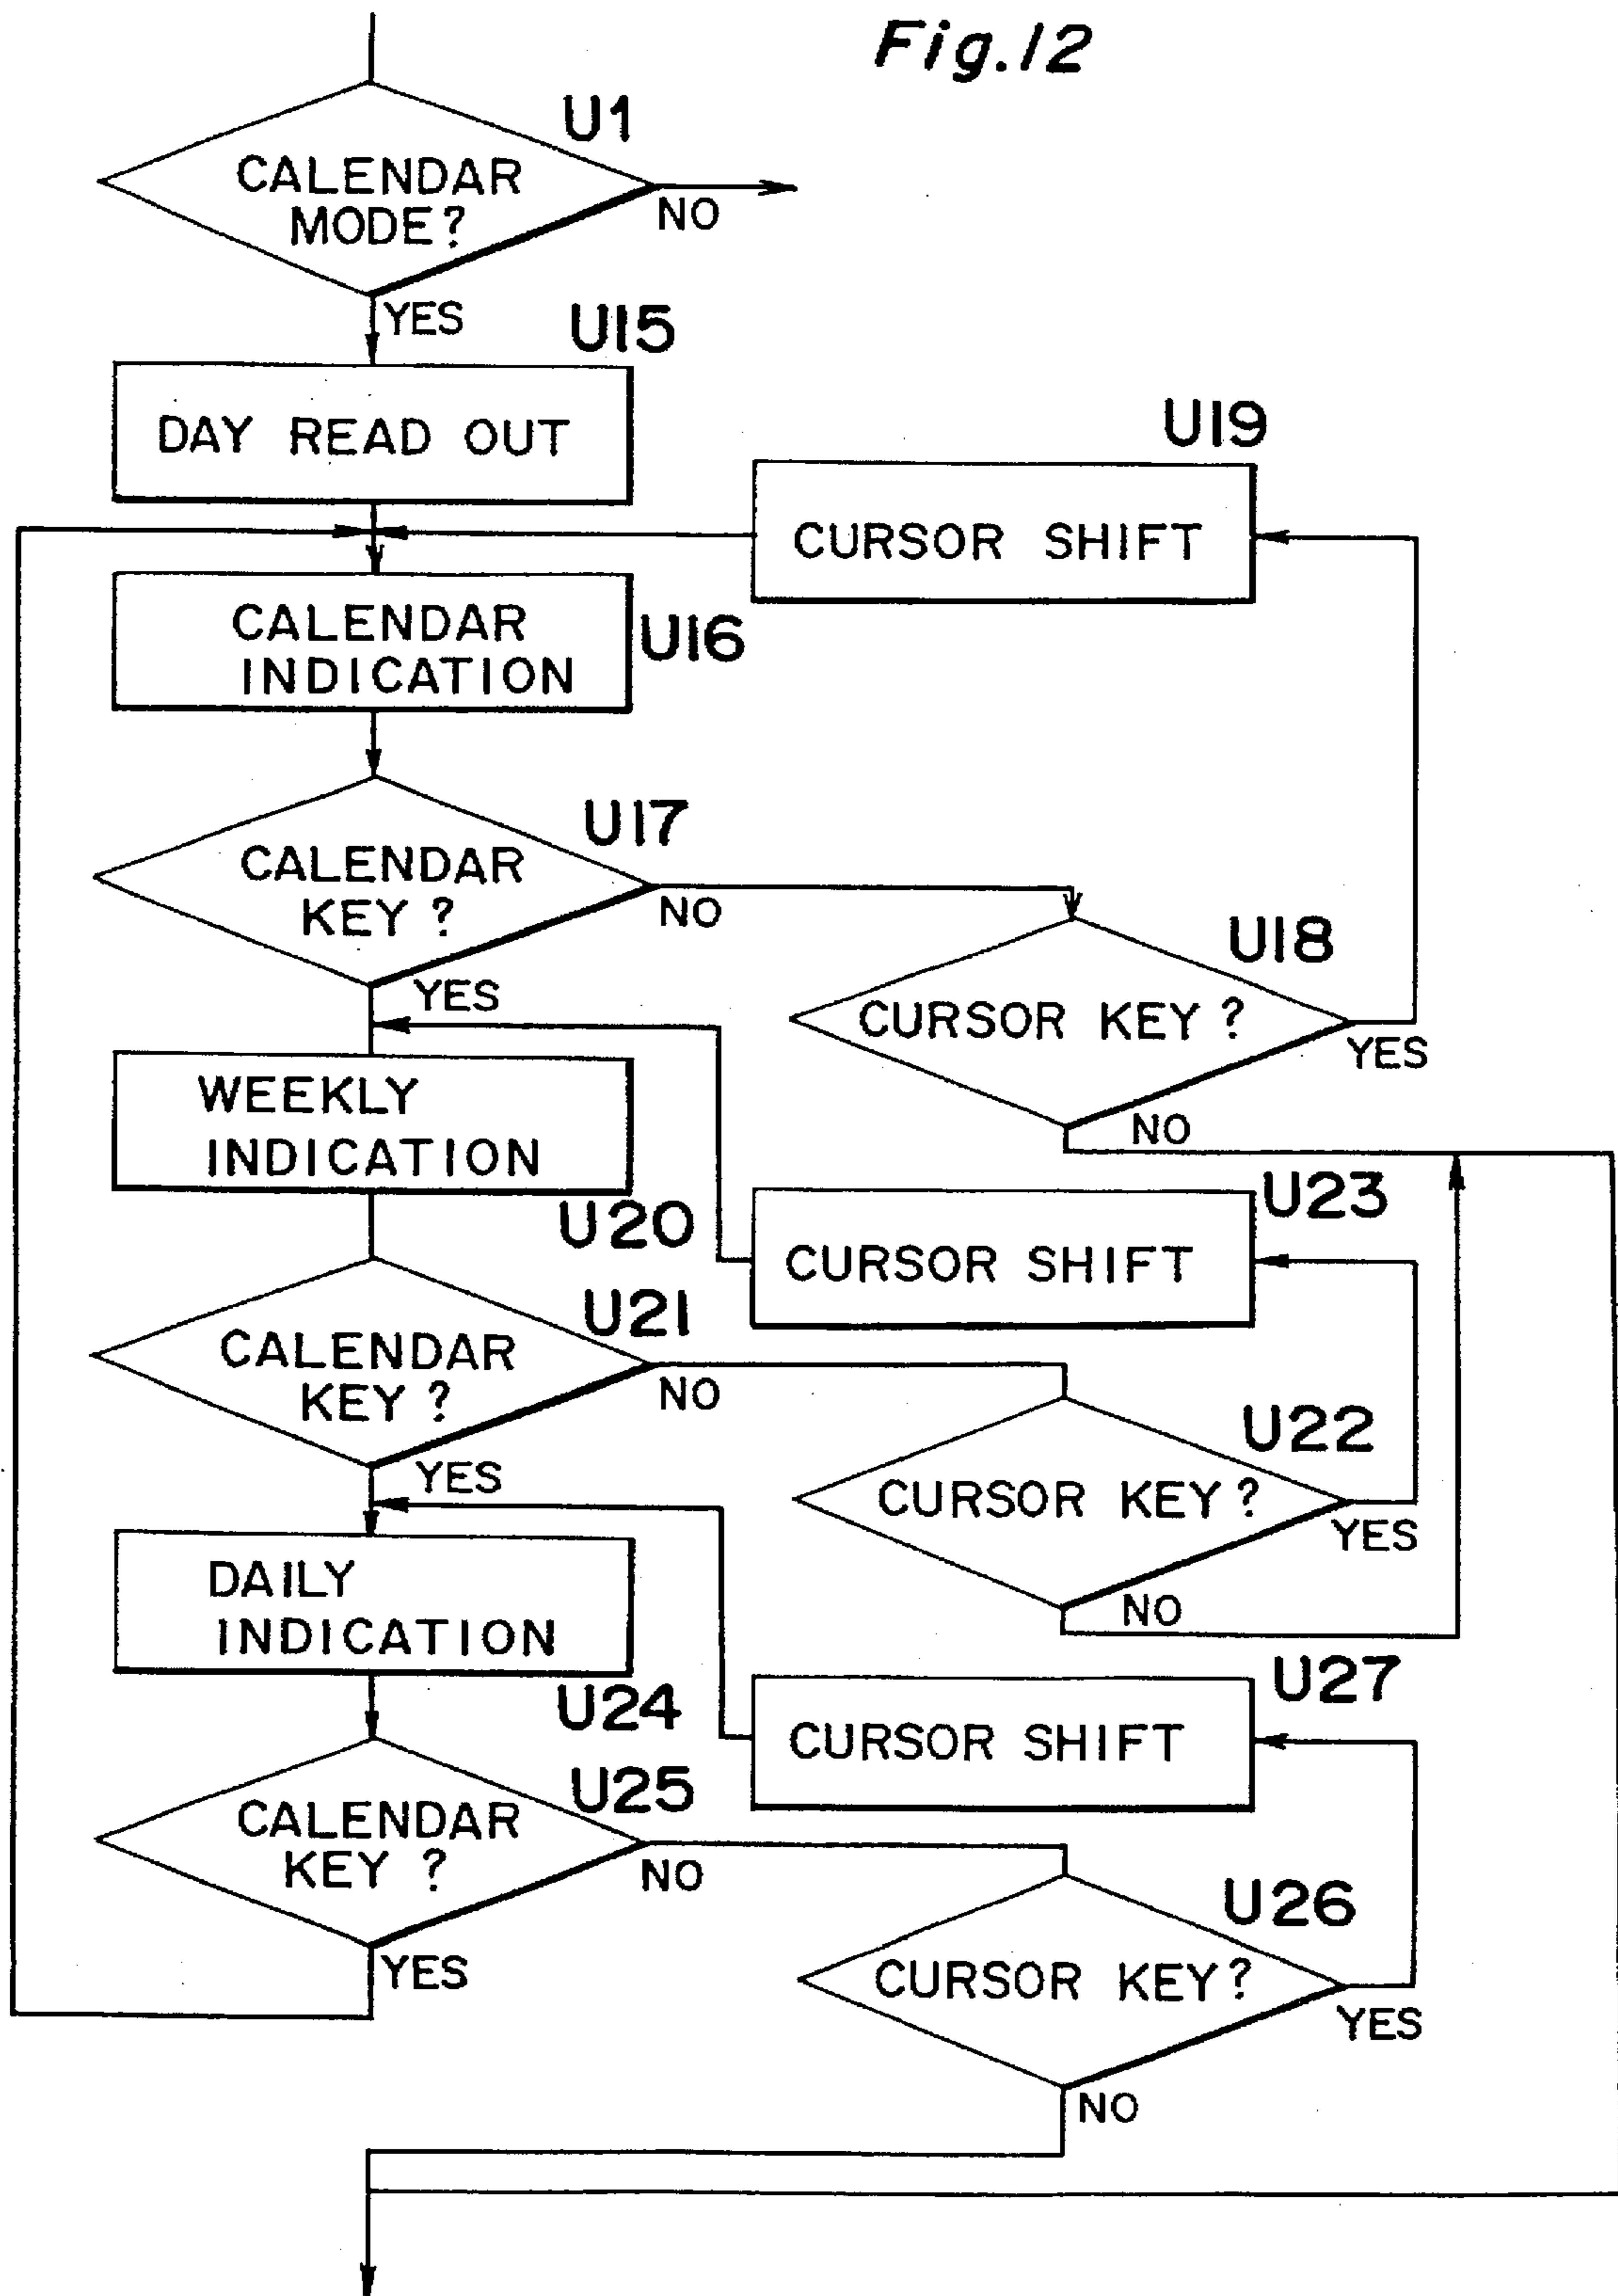 Fig.12
U1
CALENDAR
MODE?
NO
YES
U15
DAY READ OUT
U19
CURSOR SHIFT
CALENDAR
INDICATION
U16
U17
CALENDAR
KEY ?
NO
YES
U18
CURSOR KEY ?
YES
NO
WEEKLY
INDICATION
U20
U23
CURSOR SHIFT
U21
CALENDAR
KEY ?
NO
YES
U22
CURSOR KEY ?
YES
NO
DAILY
INDICATION
U24
U27
CURSOR SHIFT
U25
CALENDAR
KEY ?
NO
YES
U26
CURSOR KEY?
YES
NO